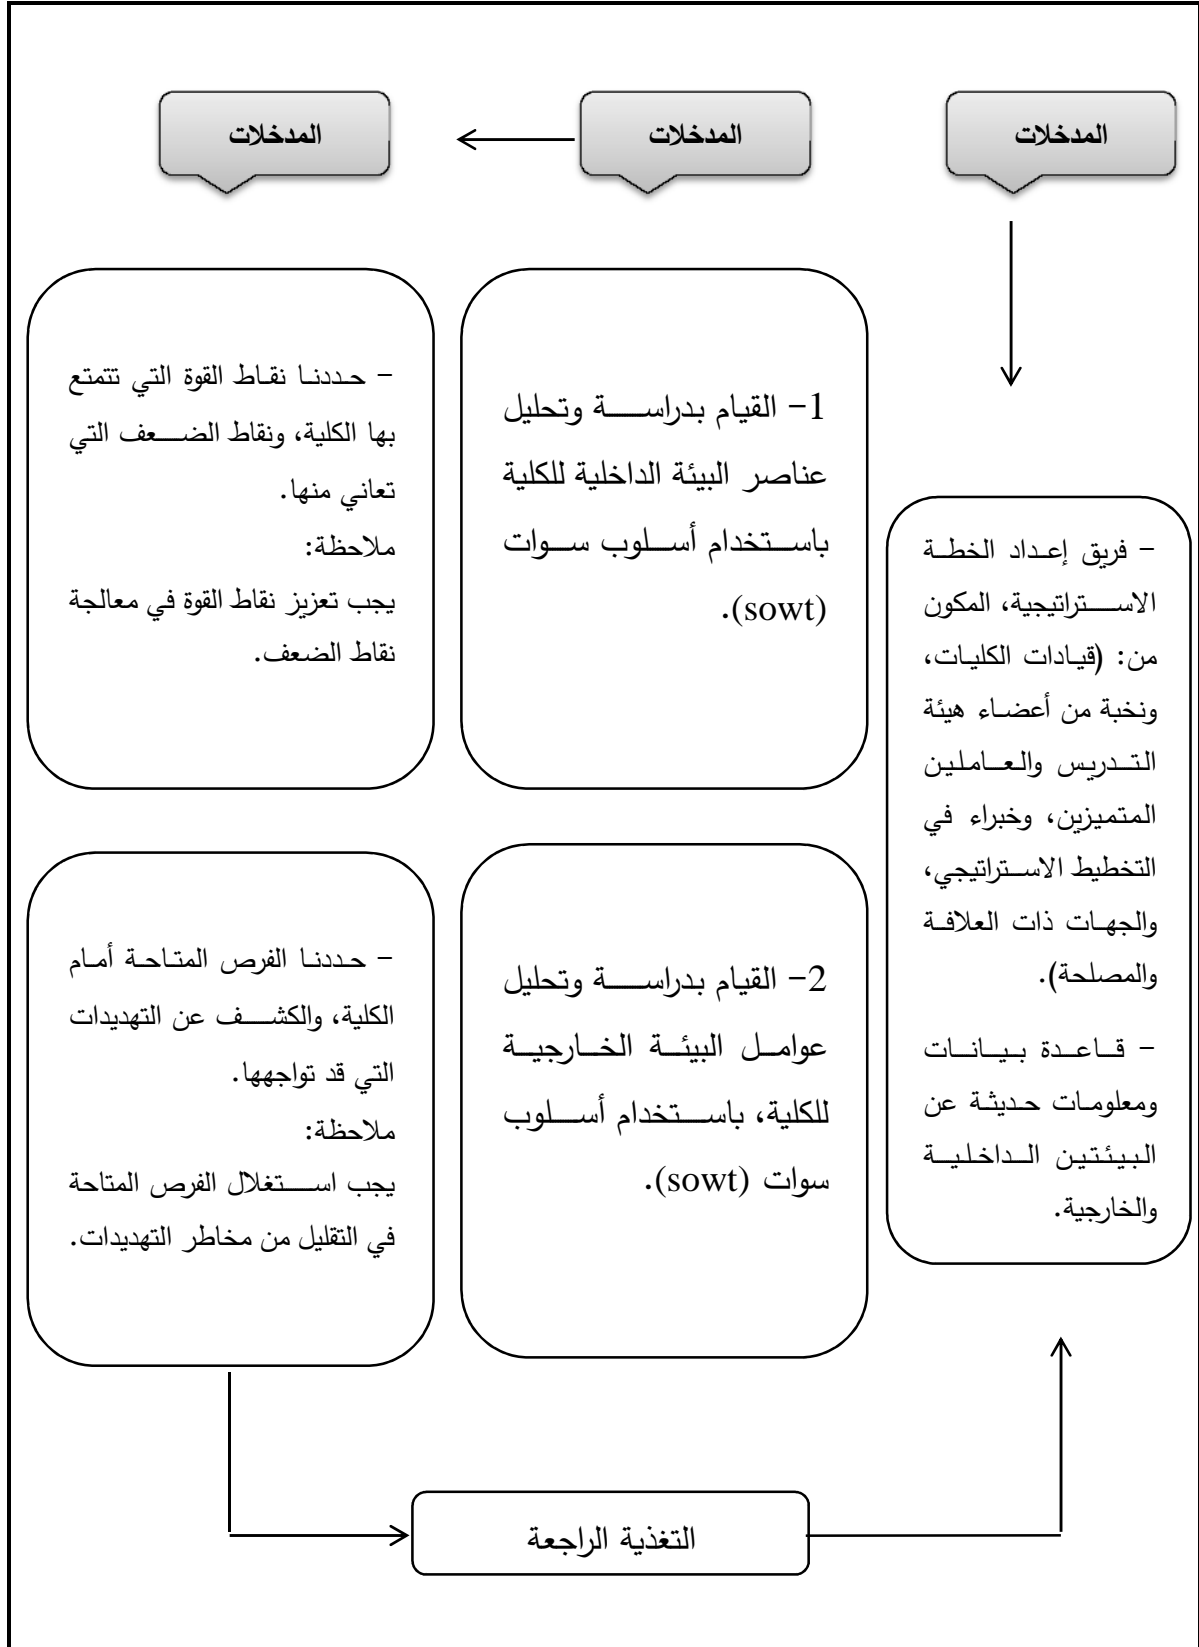 المدخلات
المدخلات
المدخلات
- فريق إعداد الخطة
الاستراتيجية، المكون
من: (قيادات الكليات،
ونخبة من أعضاء هيئة
التدريس والعاملين
المتميزين، وخبراء في
التخطيط الاستراتيجي،
والجهات ذات العلافة
والمصلحة).
- قاعدة بيانات
ومعلومات حديثة عن
البيئتين الداخلية
والخارجية.
1- القيام بدراسة وتحليل
عناصر البيئة الداخلية للكلية
باستخدام أسلوب سوات
(sowt).
2- القيام بدراسة وتحليل
عوامل البيئة الخارجية
للكلية، باستخدام أسلوب
سوات (sowt).
- حددنا نقاط القوة التي تتمتع
بها الكلية، ونقاط الضعف التي
تعاني منها.
ملاحظة:
يجب تعزيز نقاط القوة في معالجة
نقاط الضعف.
- حددنا الفرص المتاحة أمام
الكلية، والكشف عن التهديدات
التي قد تواجهها.
ملاحظة:
يجب استغلال الفرص المتاحة
في التقليل من مخاطر التهديدات.
التغذية الراجعة